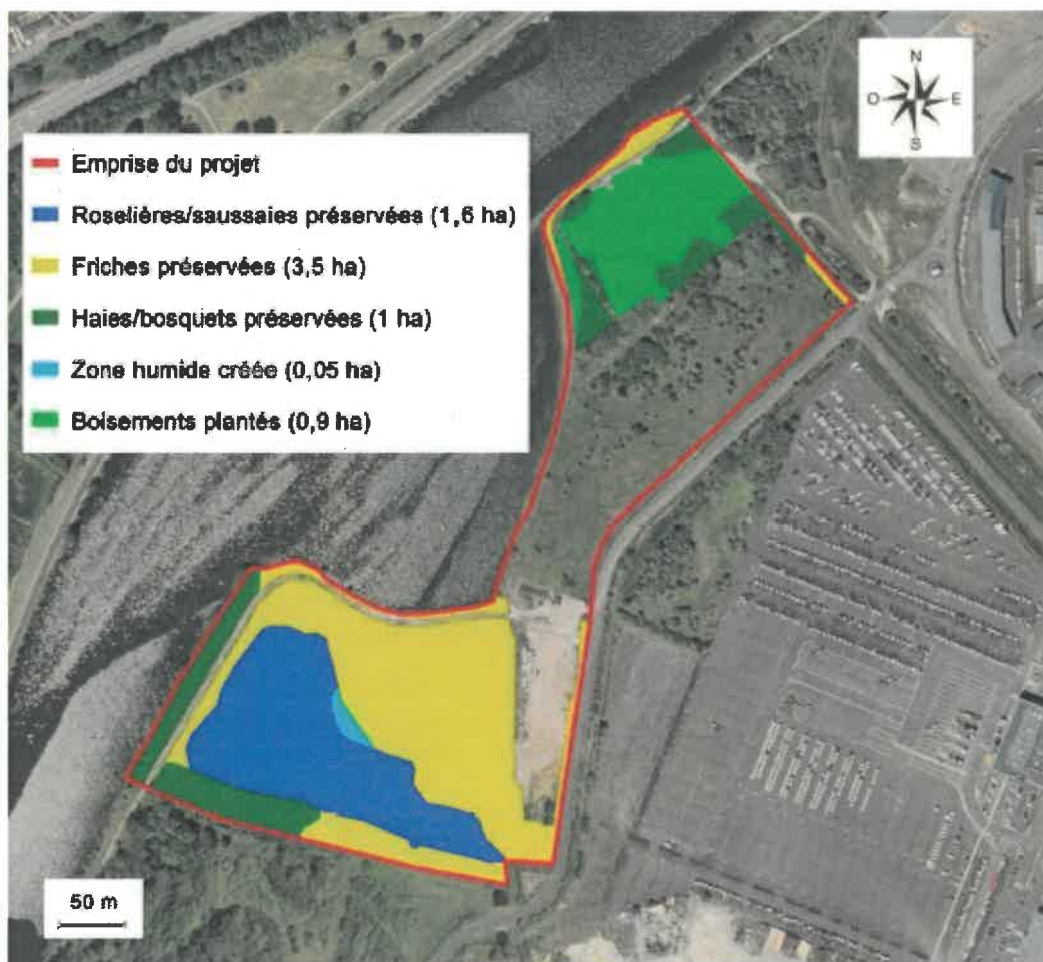 N
O E
S
Emprise du projet
Roselières/saussaies préservées (1,6 ha)
Friches préservées (3,5 ha)
Haies/bosquets préservées (1 ha)
Zone humide créée (0,05 ha)
Boisements plantés (0,9 ha)
50 m